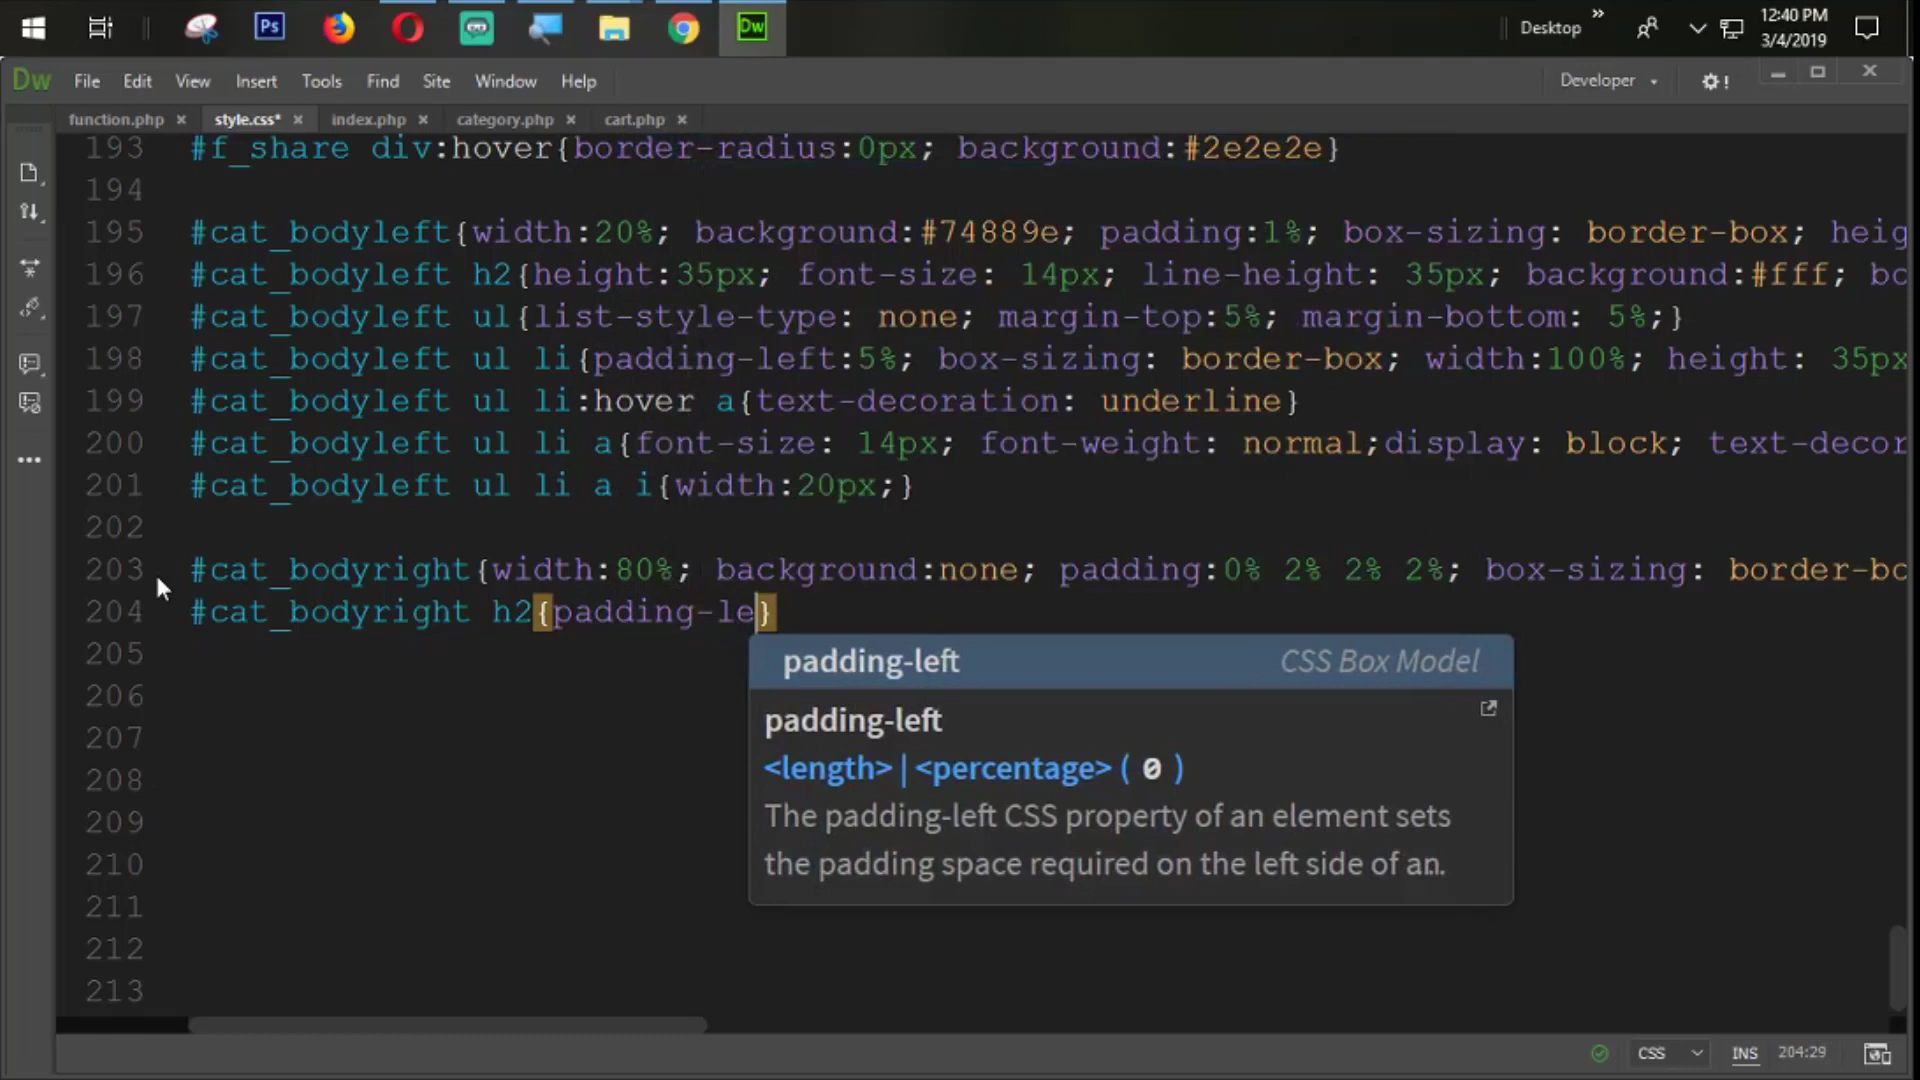 Ps
Dw
Desktop
»
12:40 PM
3/4/2019
Dw File Edit View Insert Tools Find Site Window Help
Developer
!
function.php × style.css* × index.php × category.php × cart.php ×
193 #f_share div:hover{border-radius:0px; background:#2e2e2e}
194
195 #cat_bodyleft{width:20%; background:#74889e; padding:1%; box-sizing: border-box; heig
196 #cat_bodyleft h2{height:35px; font-size: 14px; line-height: 35px; background:#fff; bo
197 #cat_bodyleft ul{list-style-type: none; margin-top:5%; margin-bottom: 5%;}
198 #cat_bodyleft ul li{padding-left:5%; box-sizing: border-box; width:100%; height: 35px
199 #cat_bodyleft ul li:hover a{text-decoration: underline}
200 #cat_bodyleft ul li a{font-size: 14px; font-weight: normal;display: block; text-decor
201 #cat_bodyleft ul li a i{width:20px;}
202
203 #cat_bodyright{width:80%; background:none; padding:0% 2% 2% 2%; box-sizing: border-bo
204 #cat_bodyright h2{padding-le}
205
206
207
208
209
210
211
212
213
padding-left CSS Box Model
padding-left
<length> | <percentage> ( 0 )
The padding-left CSS property of an element sets
the padding space required on the left side of an.
CSS INS 204:29